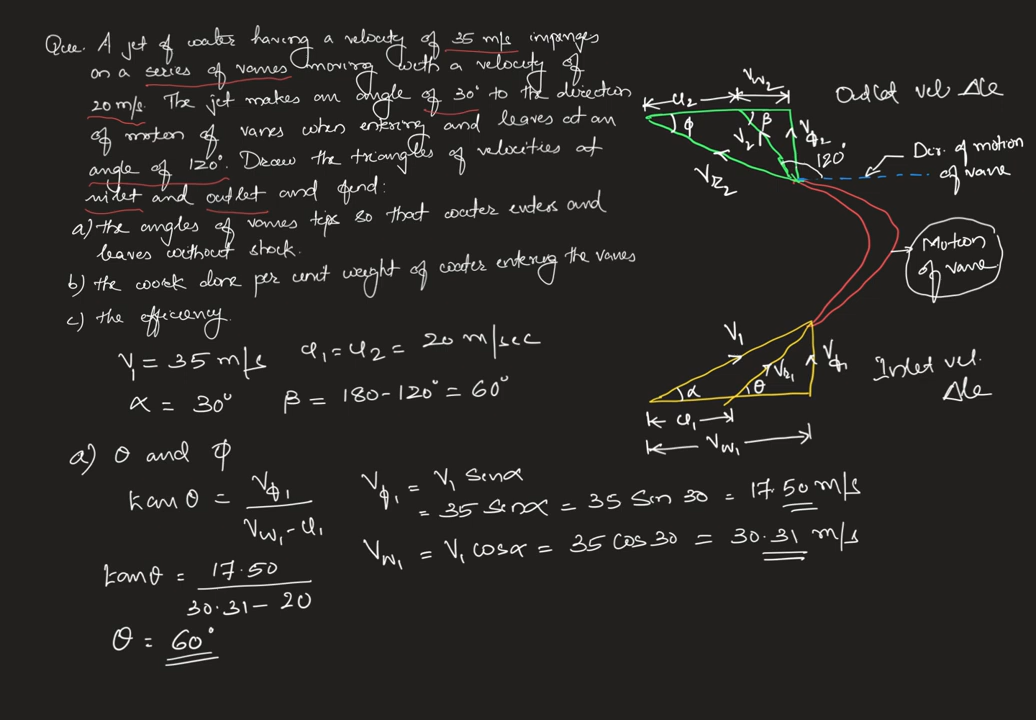 Que. A jet of water having a velocity of 35 m/s impinges
on a series of vanes moving with a velocity of
20 m/s. The jet makes an angle of 30° to the direction
of motion of vanes when entering and leaves at an
angle of 120°. Draw the triangles of velocities at
inlet and outlet and find:
a) the angles of vanes tips so that water enters and
leaves without shock.
b) the work done per unit weight of water entering the vanes
c) the efficiency.
V₁ = 35 m/s u₁ = u₂ = 20 m/sec
α = 30° β = 180 - 120° = 60°
a) θ and ϕ
tan θ = Vf₁ / (Vw₁ - u₁)
Vf₁ = V₁ sinα
= 35 sinα = 35 sin 30 = 17.50 m/s
Vw₁ = V₁ cosα = 35 cos 30 = 30.31 m/s
tanθ = 17.50 / (30.31 - 20)
θ = 60°
Vw₂
u₂
ϕ
β
V₂
Vf₂
Vr₂
120°
Outlet vel Δle
Dir. of motion
of vane
Motion
of vane
V₁
Vr₁
Vf₁
α
θ
u₁
Vw₁
Inlet vel.
Δle